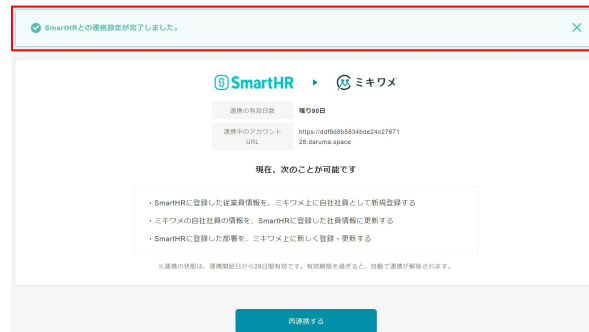 SmartHRとの連携設定が完了しました。
SmartHR ▶ ミキワメ
連携の有効日数 残り90日
連携中のアカウント
URL
https://ddf9d8b5834bde24c27671
28.daruma.space
現在、次のことが可能です
・SmartHRに登録した従業員情報を、ミキワメ上に自社社員として新規登録する
・ミキワメの自社社員の情報を、SmartHRに登録した社員情報に更新する
・SmartHRに登録した部署を、ミキワメ上に新しく登録・更新する
※連携の状態は、連携開始日から28日間有効です。有効期限を過ぎると、自動で連携が解除されます。
再連携する